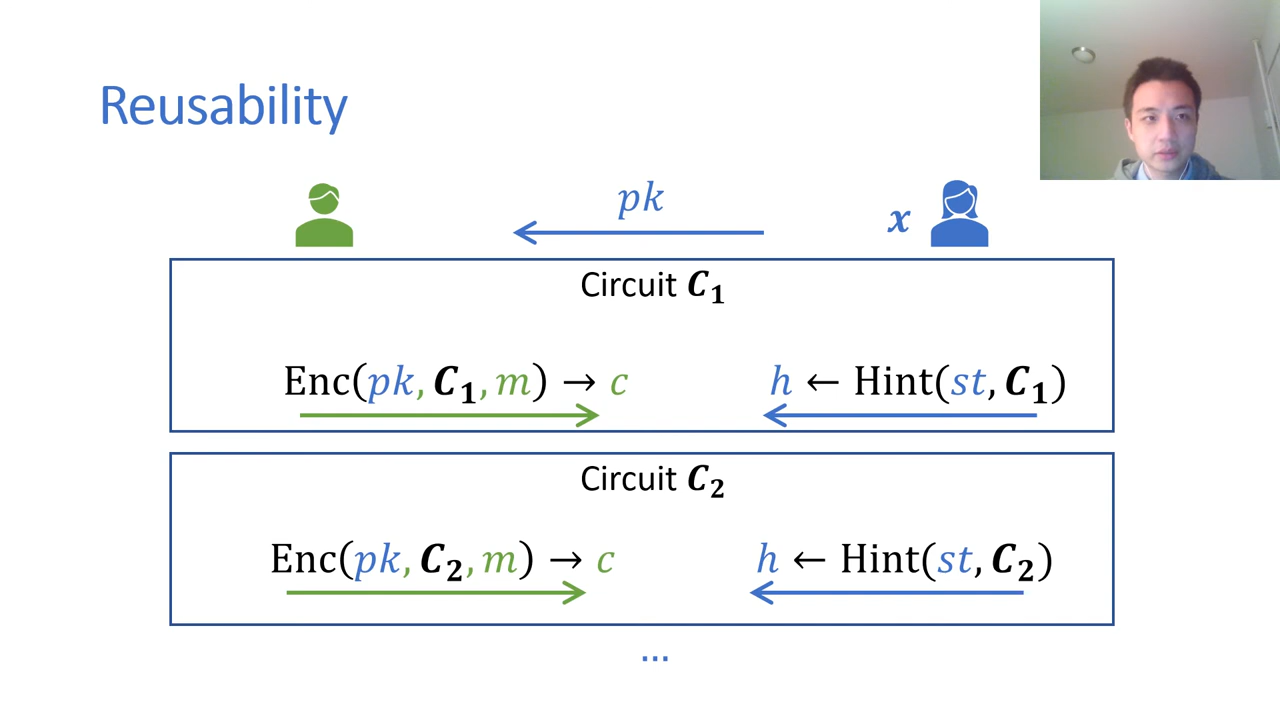 Reusability
pk
x
Circuit C₁
Enc(pk, C₁, m) → c
h ← Hint(st, C₁)
Circuit C₂
Enc(pk, C₂, m) → c
h ← Hint(st, C₂)
...